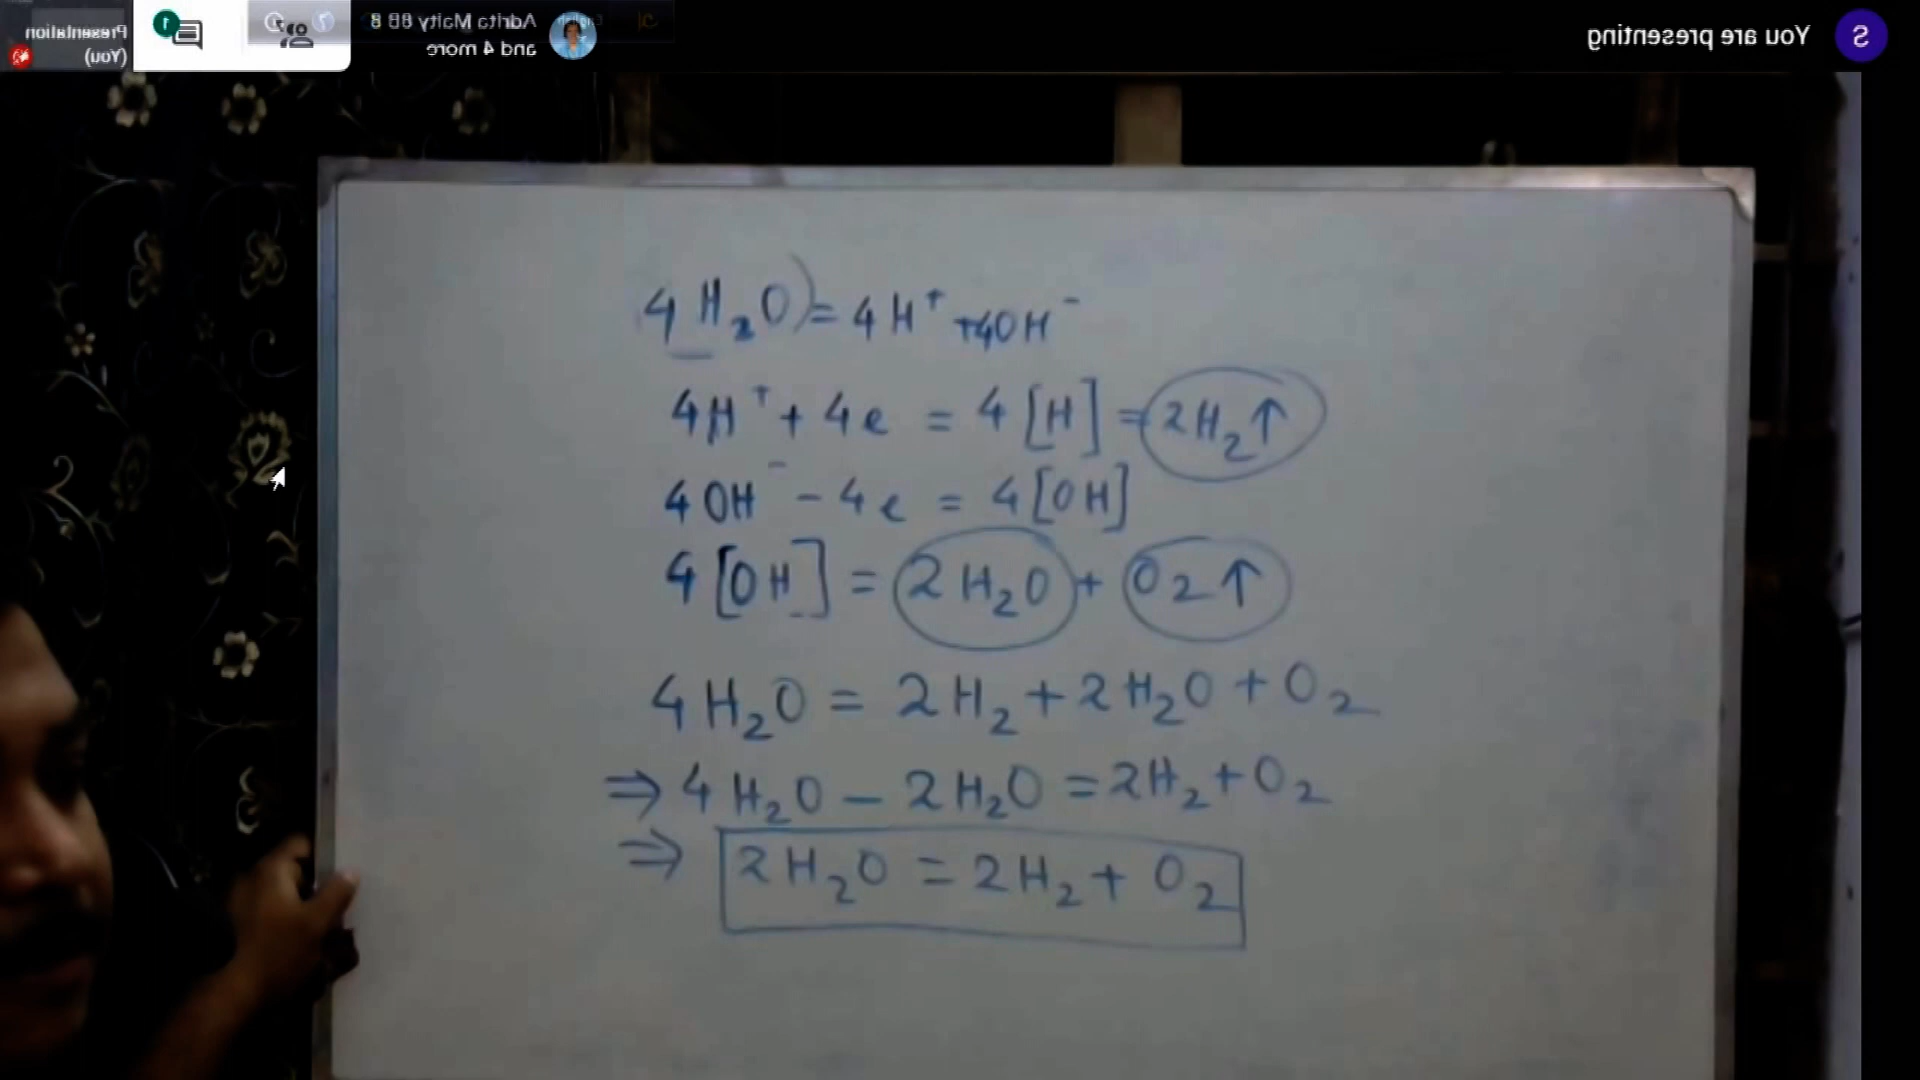 Presentation
(You)
1
Adrita Maity 8B 8
and 4 more
English
You are presenting
S
4H₂O) = 4H⁺ + 4OH⁻
4H⁺ + 4e = 4[H] = 2H₂↑
4OH⁻ - 4e = 4[OH]
4[OH] = 2H₂O + O₂↑
4H₂O = 2H₂ + 2H₂O + O₂
⇒ 4H₂O - 2H₂O = 2H₂ + O₂
⇒ 2H₂O = 2H₂ + O₂